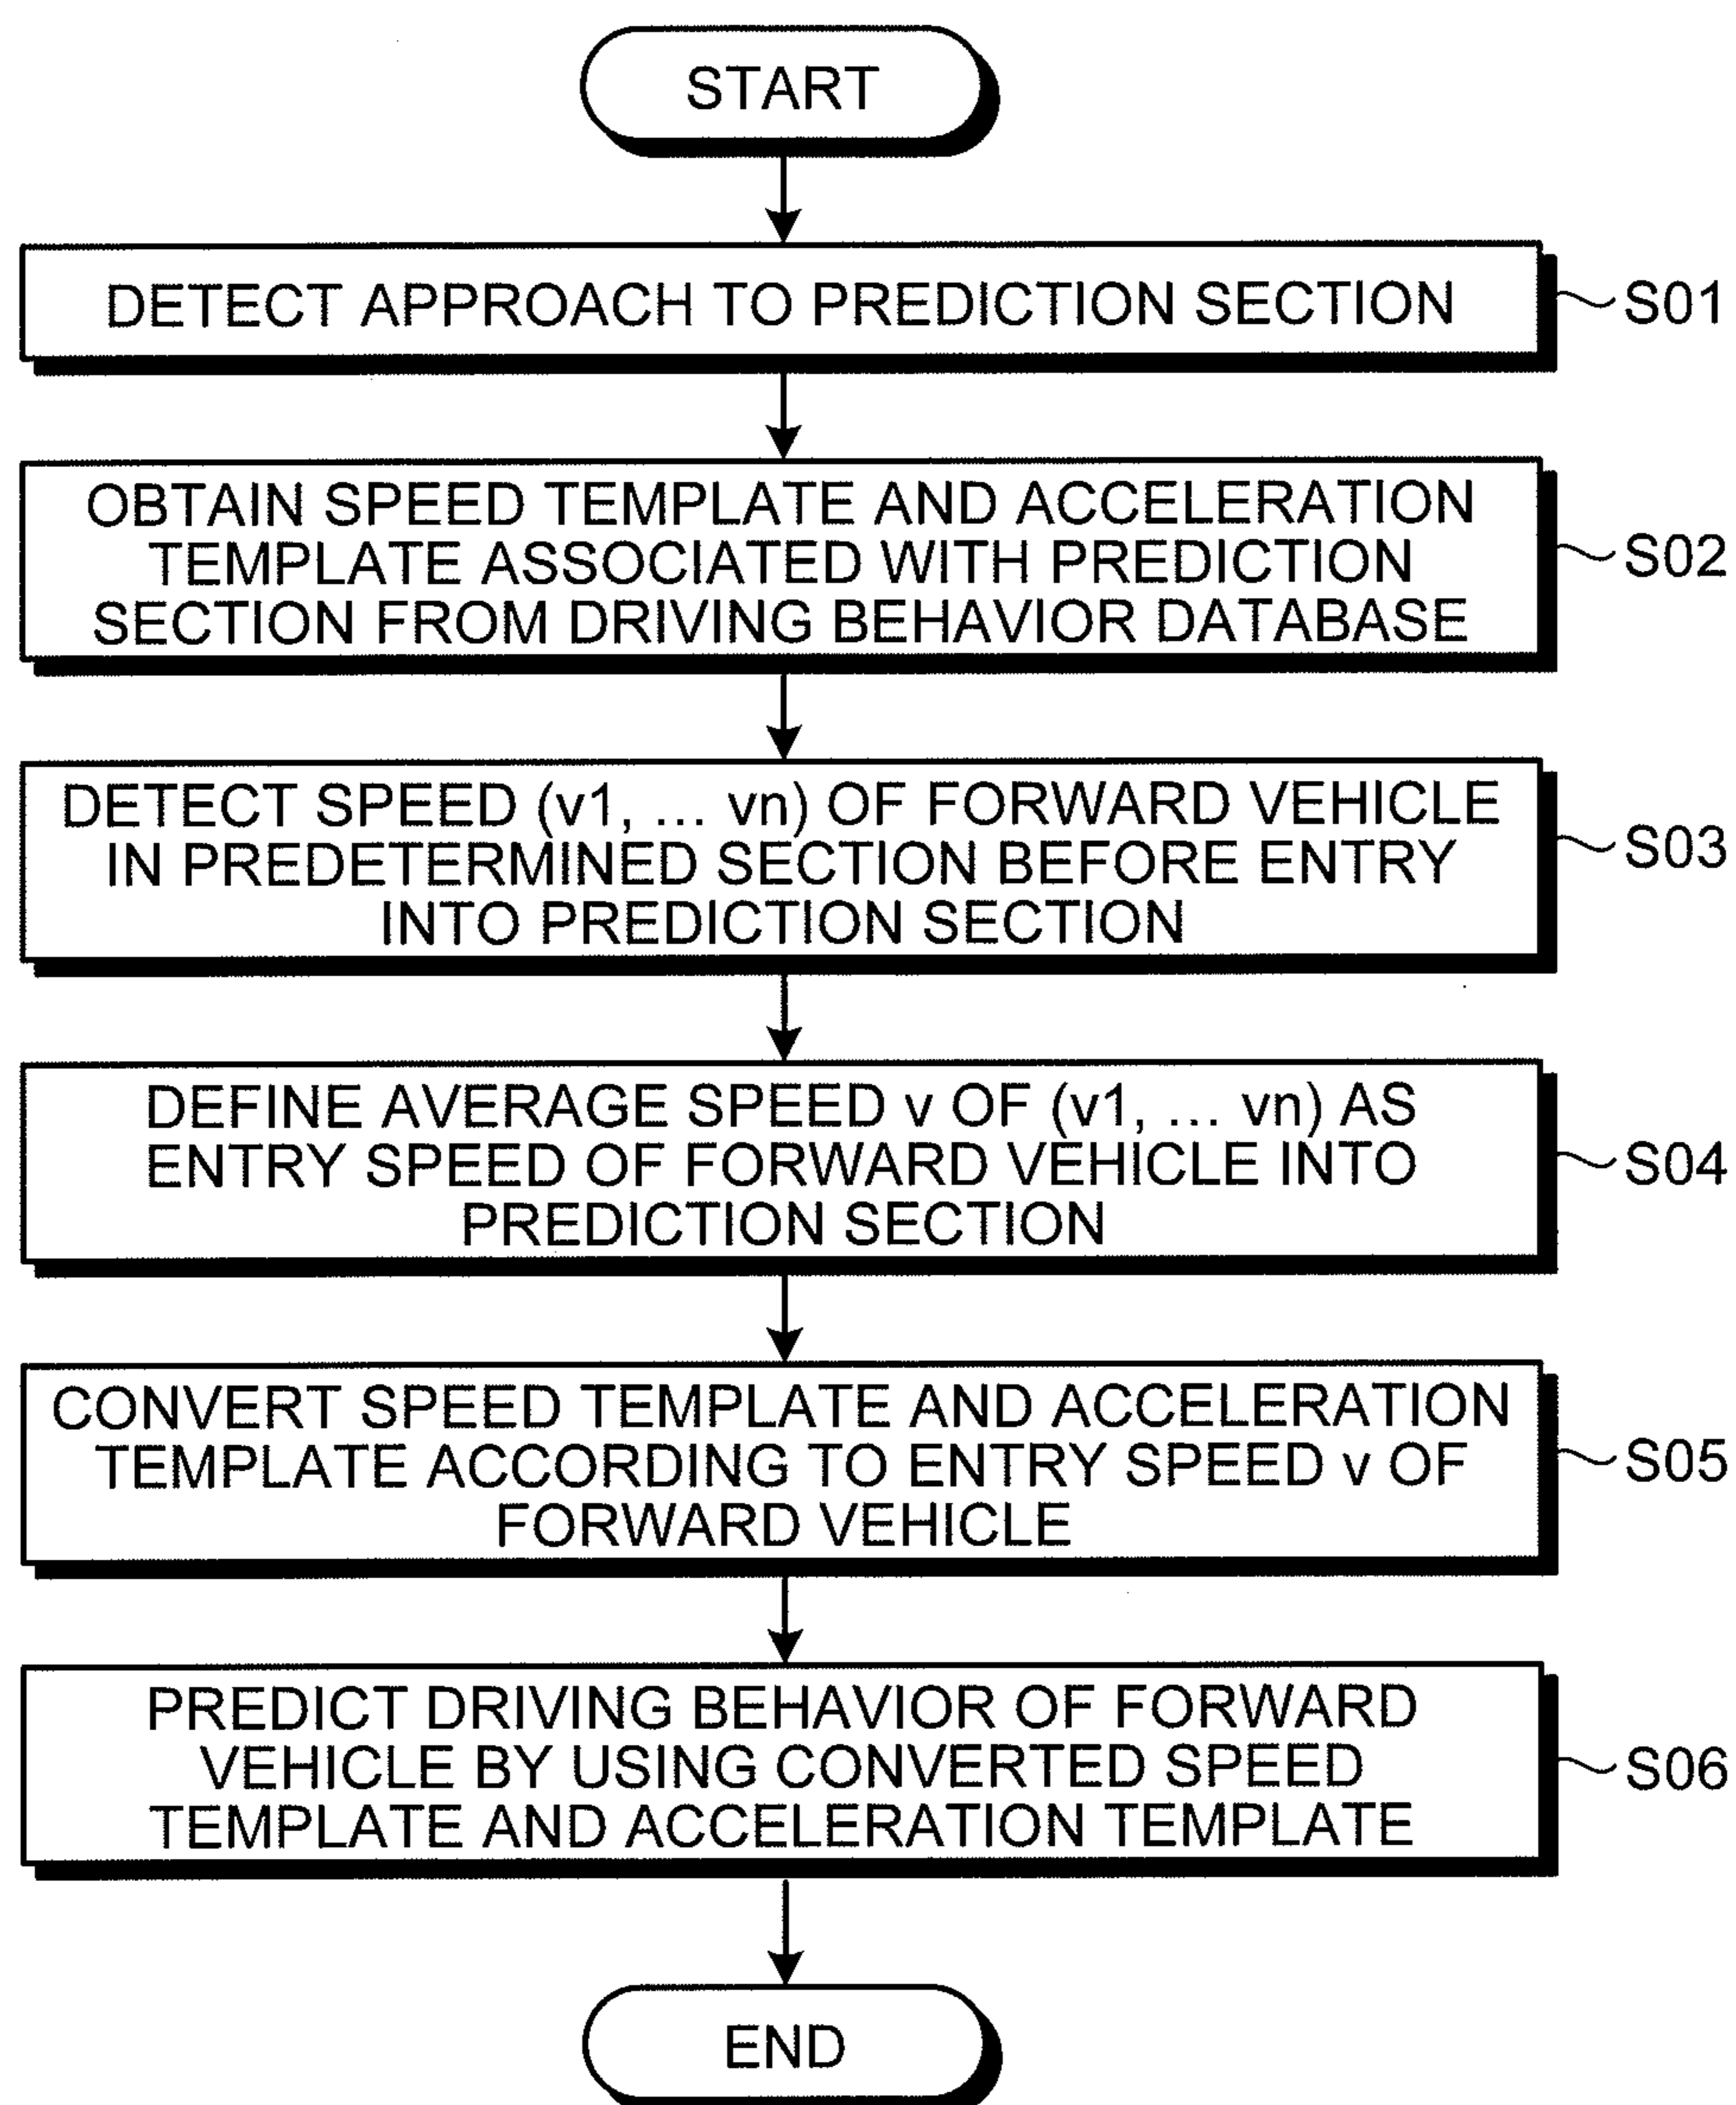 START
DETECT APPROACH TO PREDICTION SECTION
S01
OBTAIN SPEED TEMPLATE AND ACCELERATION
TEMPLATE ASSOCIATED WITH PREDICTION
SECTION FROM DRIVING BEHAVIOR DATABASE
S02
DETECT SPEED (v1, ... vn) OF FORWARD VEHICLE
IN PREDETERMINED SECTION BEFORE ENTRY
INTO PREDICTION SECTION
S03
DEFINE AVERAGE SPEED v OF (v1, ... vn) AS
ENTRY SPEED OF FORWARD VEHICLE INTO
PREDICTION SECTION
S04
CONVERT SPEED TEMPLATE AND ACCELERATION
TEMPLATE ACCORDING TO ENTRY SPEED v OF
FORWARD VEHICLE
S05
PREDICT DRIVING BEHAVIOR OF FORWARD
VEHICLE BY USING CONVERTED SPEED
TEMPLATE AND ACCELERATION TEMPLATE
S06
END